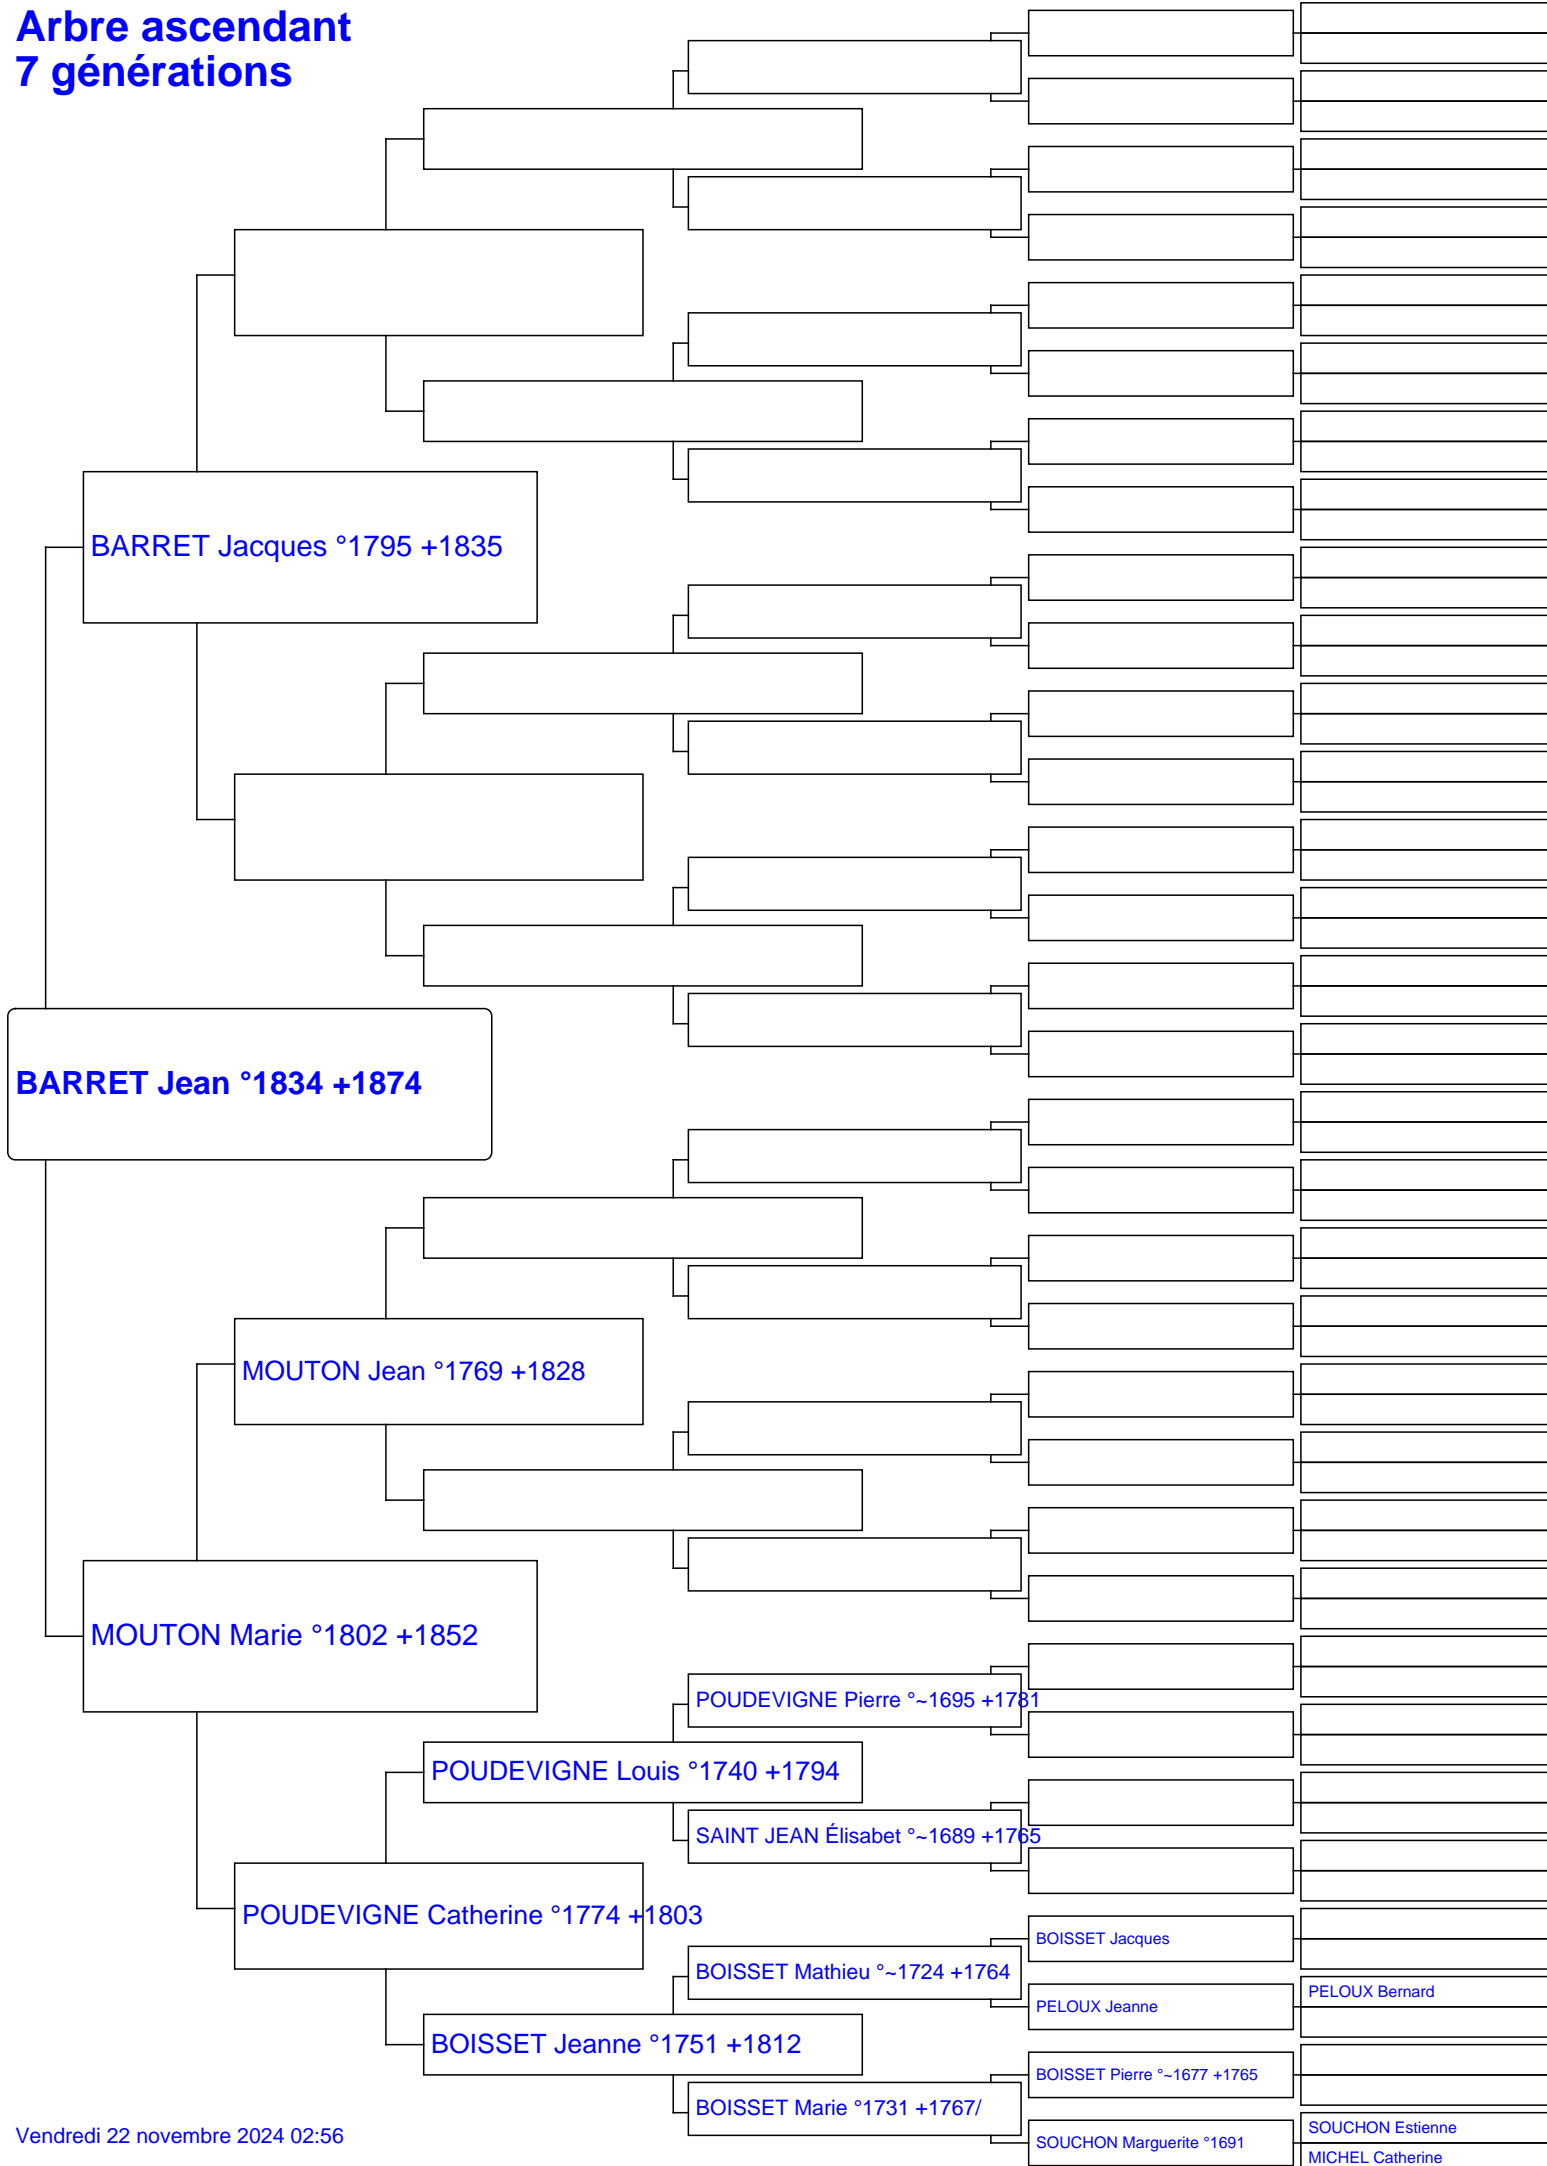 Arbre ascendant
7 générations
BARRET Jacques °1795 +1835
BARRET Jean °1834 +1874
MOUTON Jean °1769 +1828
MOUTON Marie °1802 +1852
POUDEVIGNE Pierre °~1695 +1781
POUDEVIGNE Louis °1740 +1794
SAINT JEAN Élisabet °~1689 +1765
POUDEVIGNE Catherine °1774 +1803
BOISSET Jacques
BOISSET Mathieu °~1724 +1764
PELOUX Bernard
PELOUX Jeanne
BOISSET Jeanne °1751 +1812
BOISSET Pierre °~1677 +1765
BOISSET Marie °1731 +1767/
SOUCHON Estienne
SOUCHON Marguerite °1691
MICHEL Catherine
Vendredi 22 novembre 2024 02:56